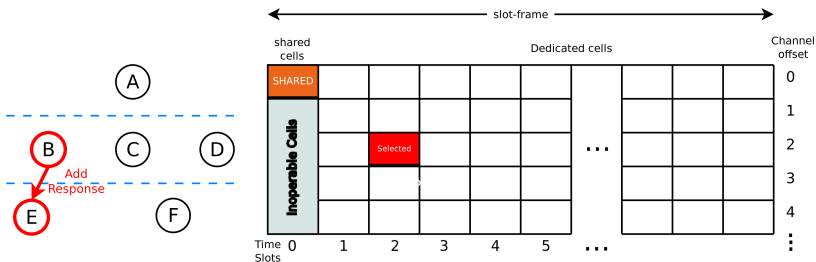 slot-frame
shared
cells
Dedicated cells
Channel
offset
A
SHARED
0
Inoperable Cells
1
B
C
D
Selected
...
2
Add
Response
3
E
F
4
Time
Slots
0
1
2
3
4
5
...
⋮